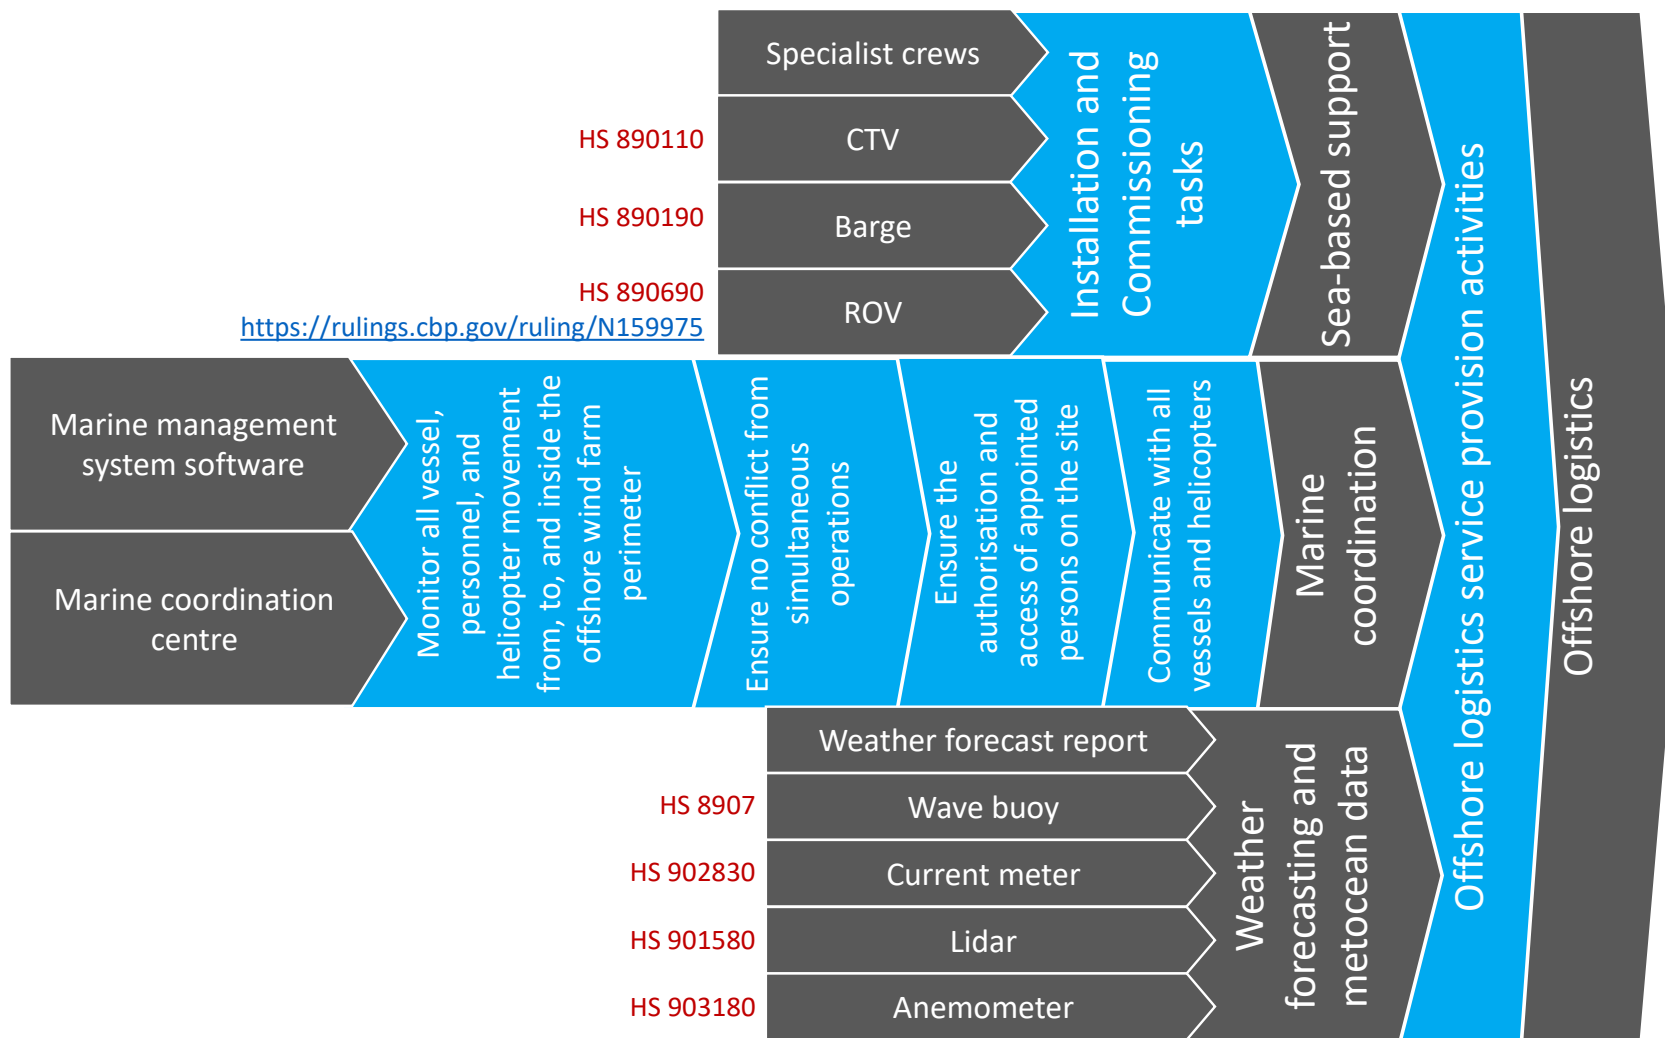 Specialist crews
HS 890110
CTV
HS 890190
Barge
HS 890690
https://rulings.cbp.gov/ruling/N159975
ROV
Installation and
Commissioning
tasks
Sea-based support
Marine management
system software
Marine coordination
centre
Monitor all vessel,
personnel, and
helicopter movement
from, to, and inside the
offshore wind farm
perimeter
Ensure no conflict from
simultaneous
operations
Ensure the
authorisation and
access of appointed
persons on the site
Communicate with all
vessels and helicopters
Marine
coordination
Weather forecast report
HS 8907
Wave buoy
HS 902830
Current meter
HS 901580
Lidar
HS 903180
Anemometer
Weather
forecasting and
metocean data
Offshore logistics service provision activities
Offshore logistics